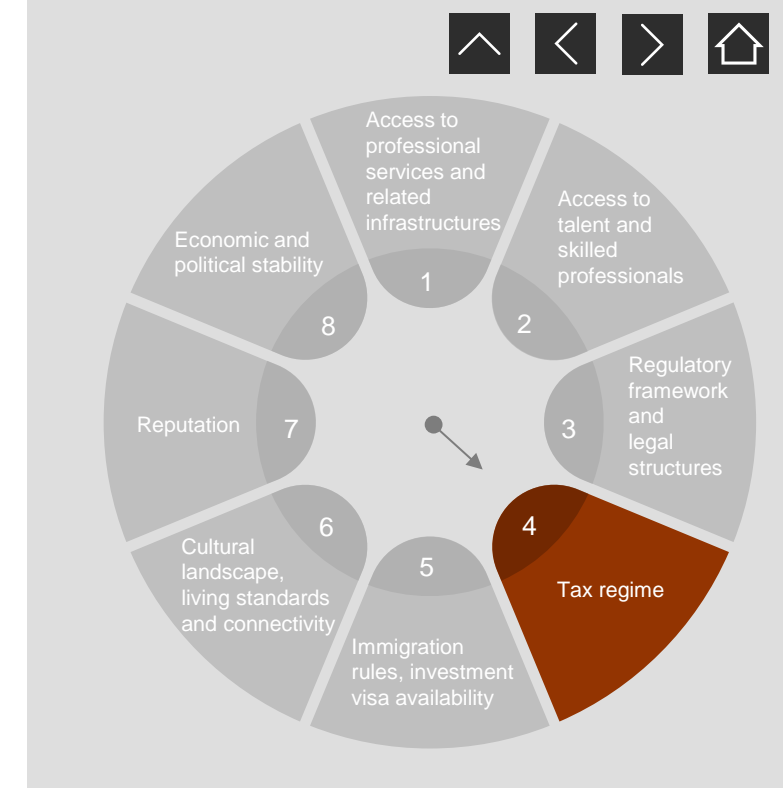 Access to
professional
services and
related
infrastructures
1
Access to
talent and
skilled
professionals
2
Regulatory
framework
and
legal
structures
3
Tax regime
4
Immigration
rules, investment
visa availability
5
Cultural
landscape,
living standards
and connectivity
6
Reputation
7
Economic and
political stability
8